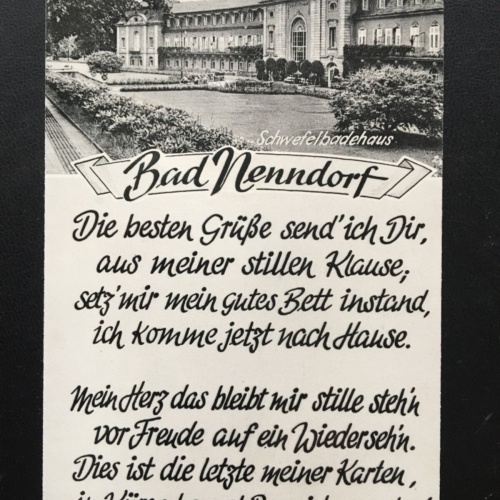 Schwefelbadehaus
Bad Nenndorf
Die besten Grüße send' ich Dir,
aus meiner stillen Klause;
setz' mir mein gutes Bett instand,
ich komme jetzt nach Hause.
Mein Herz das bleibt mir stille steh'n
vor Freude auf ein Wiederseh'n.
Dies ist die letzte meiner Karten,